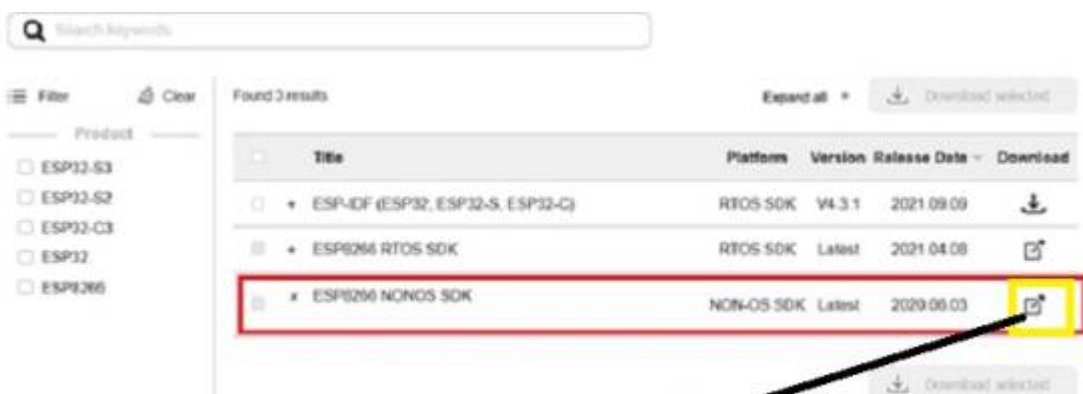 Search keywords
Filter Clear
Product
ESP32-S3
ESP32-S2
ESP32-C3
ESP32
ESP8266
Found 3 results
Expand all
Download selected
Title Platform Version Release Date Download
ESP-IDF (ESP32, ESP32-S, ESP32-C) RTOS SDK V4.3.1 2021.09.09
ESP8266 RTOS SDK RTOS SDK Latest 2021.04.08
ESP8266 NONOS SDK NON-OS SDK Latest 2020.06.03
Download selected